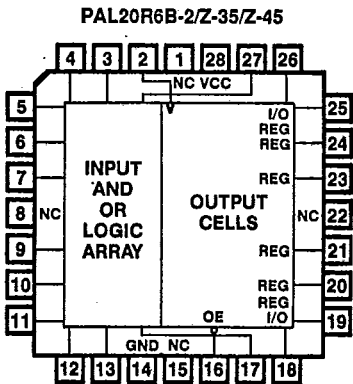 PAL20R6B-2/Z-35/Z-45
4 3 2 1 28 27 26
NC VCC
5 I/O 25
REG
6 REG 24
INPUT
AND
OR
LOGIC
ARRAY
OUTPUT
CELLS
7 REG 23
8 NC NC 22
9 REG 21
10 REG 20
REG
11 OE I/O 19
GND NC
12 13 14 15 16 17 18